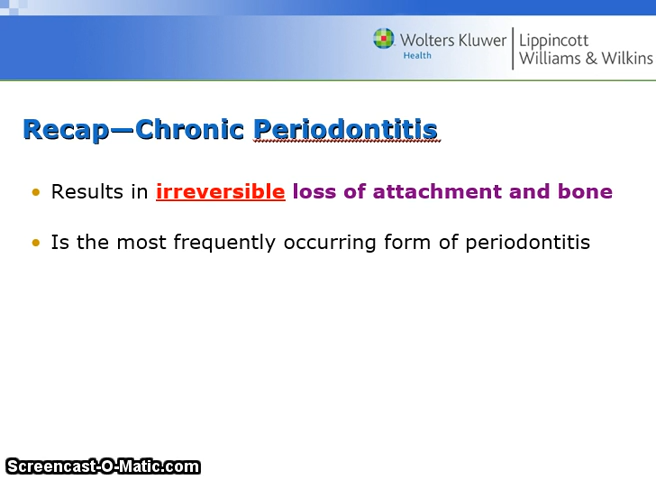 Wolters Kluwer
Health
Lippincott
Williams & Wilkins
Recap—Chronic Periodontitis
• Results in irreversible loss of attachment and bone
• Is the most frequently occurring form of periodontitis
Screencast-O-Matic.com